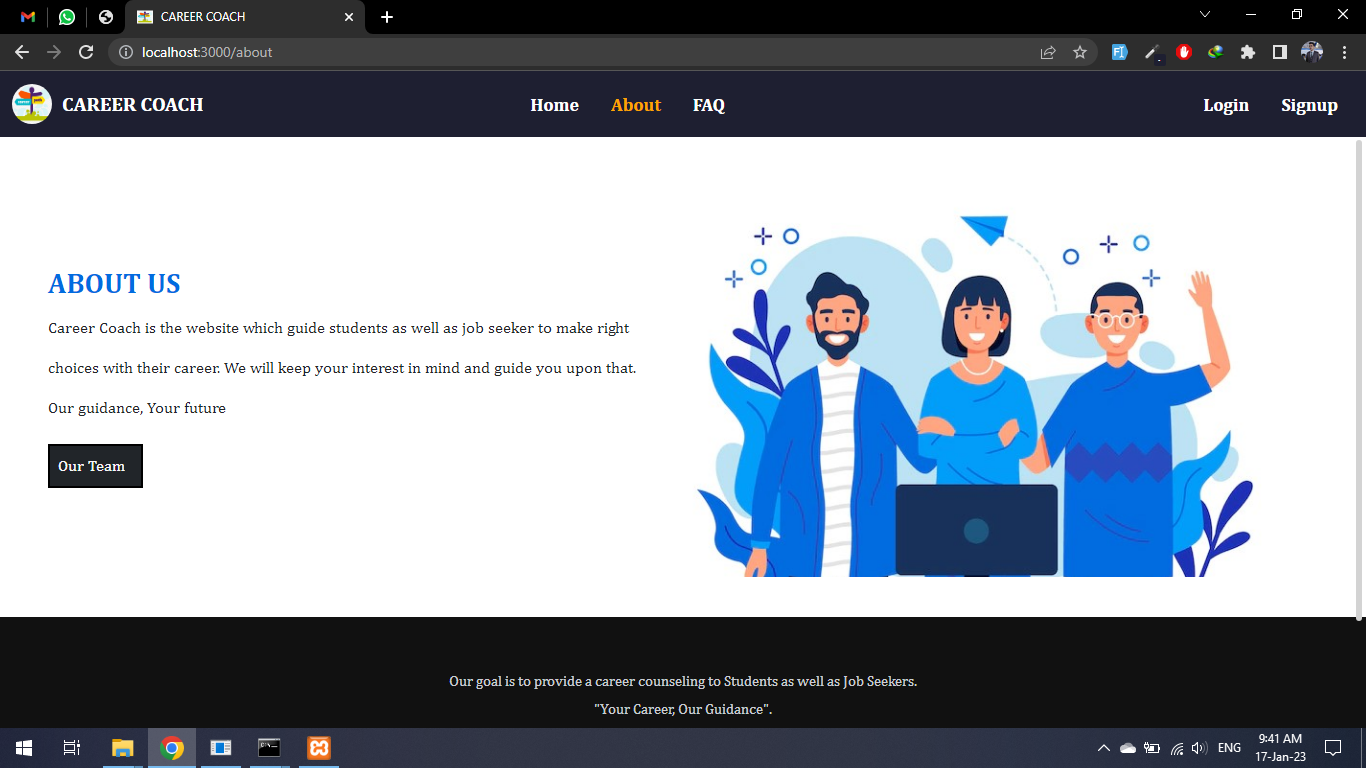 CAREER COACH
localhost:3000/about
CAREER COACH
Home About FAQ
Login Signup
ABOUT US
Career Coach is the website which guide students as well as job seeker to make right
choices with their career. We will keep your interest in mind and guide you upon that.
Our guidance, Your future
Our Team
Our goal is to provide a career counseling to Students as well as Job Seekers.
"Your Career, Our Guidance".
ENG
9:41 AM
17-Jan-23